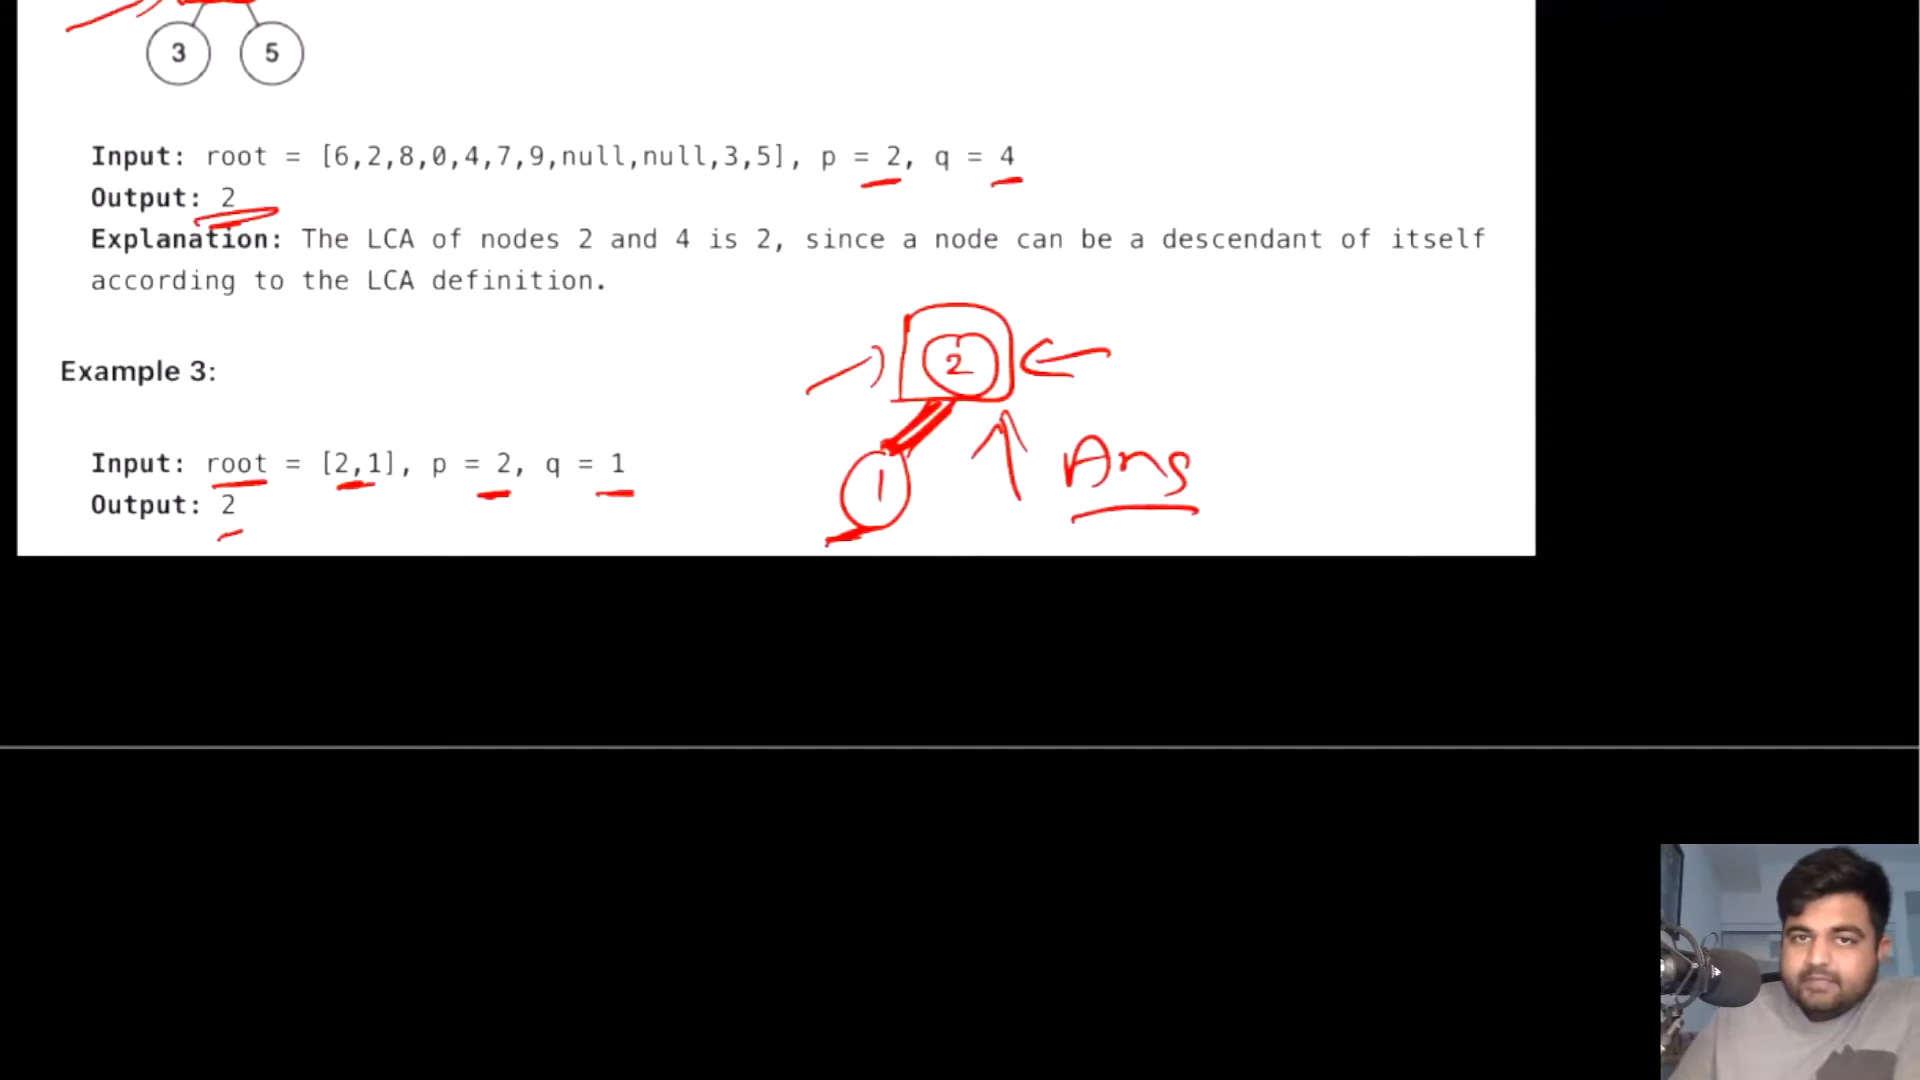 3 5
Input: root = [6,2,8,0,4,7,9,null,null,3,5], p = 2, q = 4
Output: 2
Explanation: The LCA of nodes 2 and 4 is 2, since a node can be a descendant of itself
according to the LCA definition.
2
Example 3:
Input: root = [2,1], p = 2, q = 1
Output: 2
1
Ans